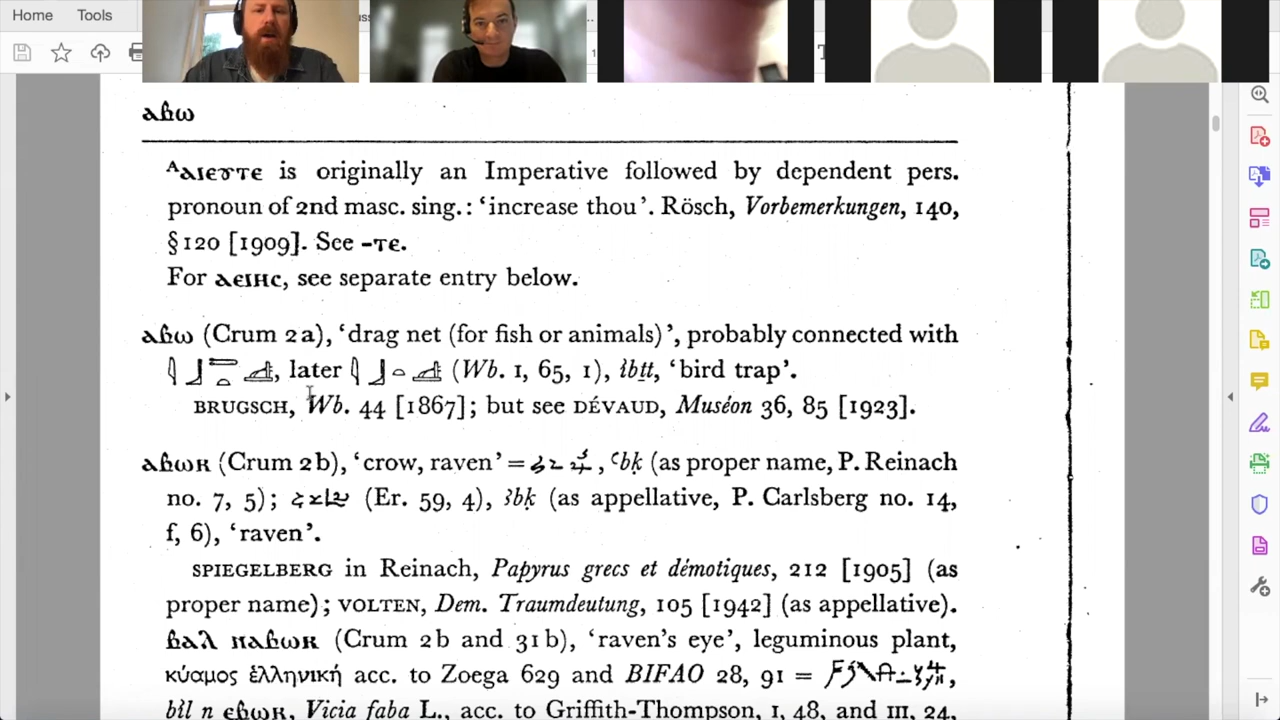 Home Tools
ⲁⲃⲱ
ᴬⲁⲓⲉⲩⲧⲉ is originally an Imperative followed by dependent pers.
pronoun of 2nd masc. sing.: ‘increase thou’. Rösch, Vorbemerkungen, 140,
§ 120 [1909]. See -ⲧⲉ.
For ⲁⲉⲓⲏⲥ, see separate entry below.
ⲁⲃⲱ (Crum 2a), ‘drag net (for fish or animals)’, probably connected with
, later (Wb. 1, 65, 1), ἰbṯt, ‘bird trap’.
BRUGSCH, Wb. 44 [1867]; but see DÉVAUD, Muséon 36, 85 [1923].
ⲁⲃⲱⲕ (Crum 2b), ‘crow, raven’ = , ꜥbḳ (as proper name, P. Reinach
no. 7, 5); (Er. 59, 4), ꜣbḳ (as appellative, P. Carlsberg no. 14,
f, 6), ‘raven’.
SPIEGELBERG in Reinach, Papyrus grecs et démotiques, 212 [1905] (as
proper name); VOLTEN, Dem. Traumdeutung, 105 [1942] (as appellative).
ⲃⲁⲗ ⲛⲁⲃⲱⲕ (Crum 2b and 31b), ‘raven’s eye’, leguminous plant,
κύαμος ἑλληνική acc. to Zoega 629 and BIFAO 28, 91 = ,
bỉl n ⲉⲃⲱⲕ, Vicia faba L., acc. to Griffith-Thompson, I, 48, and III, 24,